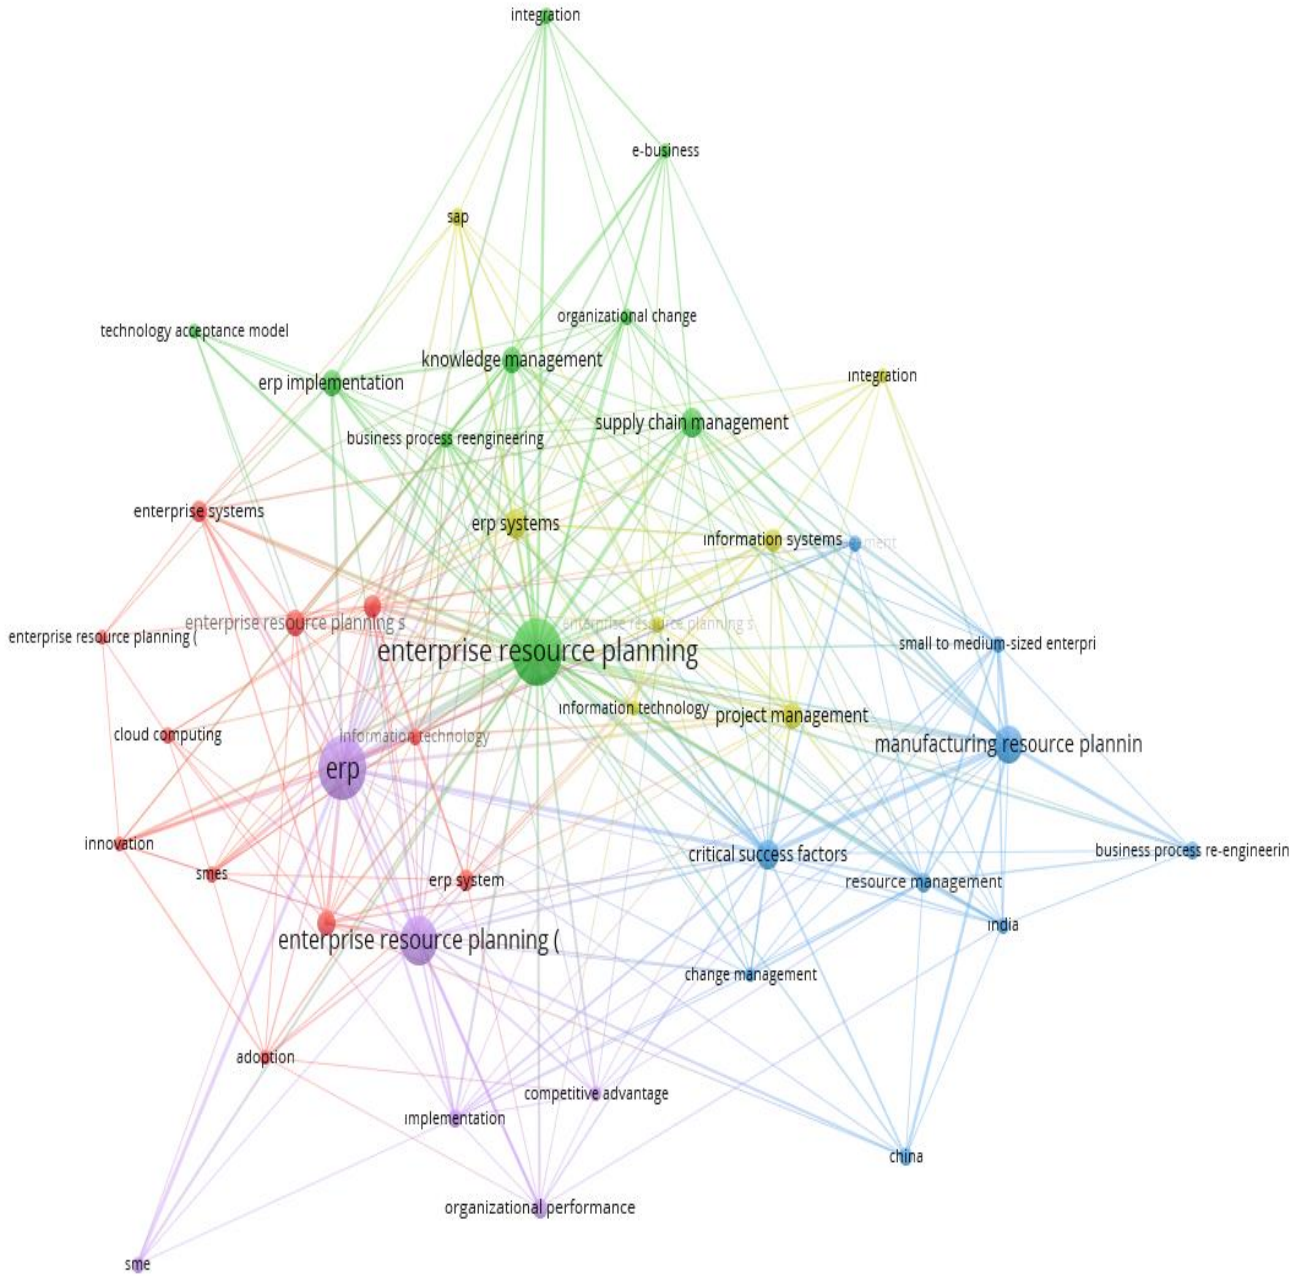 integration
e-business
sap
organizational change
technology acceptance model
knowledge management
integration
erp implementation
supply chain management
business process reengineering
enterprise systems
erp systems
information systems
ment
enterprise resource planning s
enterprise resource planning s
enterprise resource planning (
enterprise resource planning
small to medium-sized enterpri
information technology
project management
cloud computing
information technology
manufacturing resource plannin
erp
innovation
critical success factors
business process re-engineerin
smes
erp system
resource management
india
enterprise resource planning (
change management
adoption
competitive advantage
implementation
china
organizational performance
sme